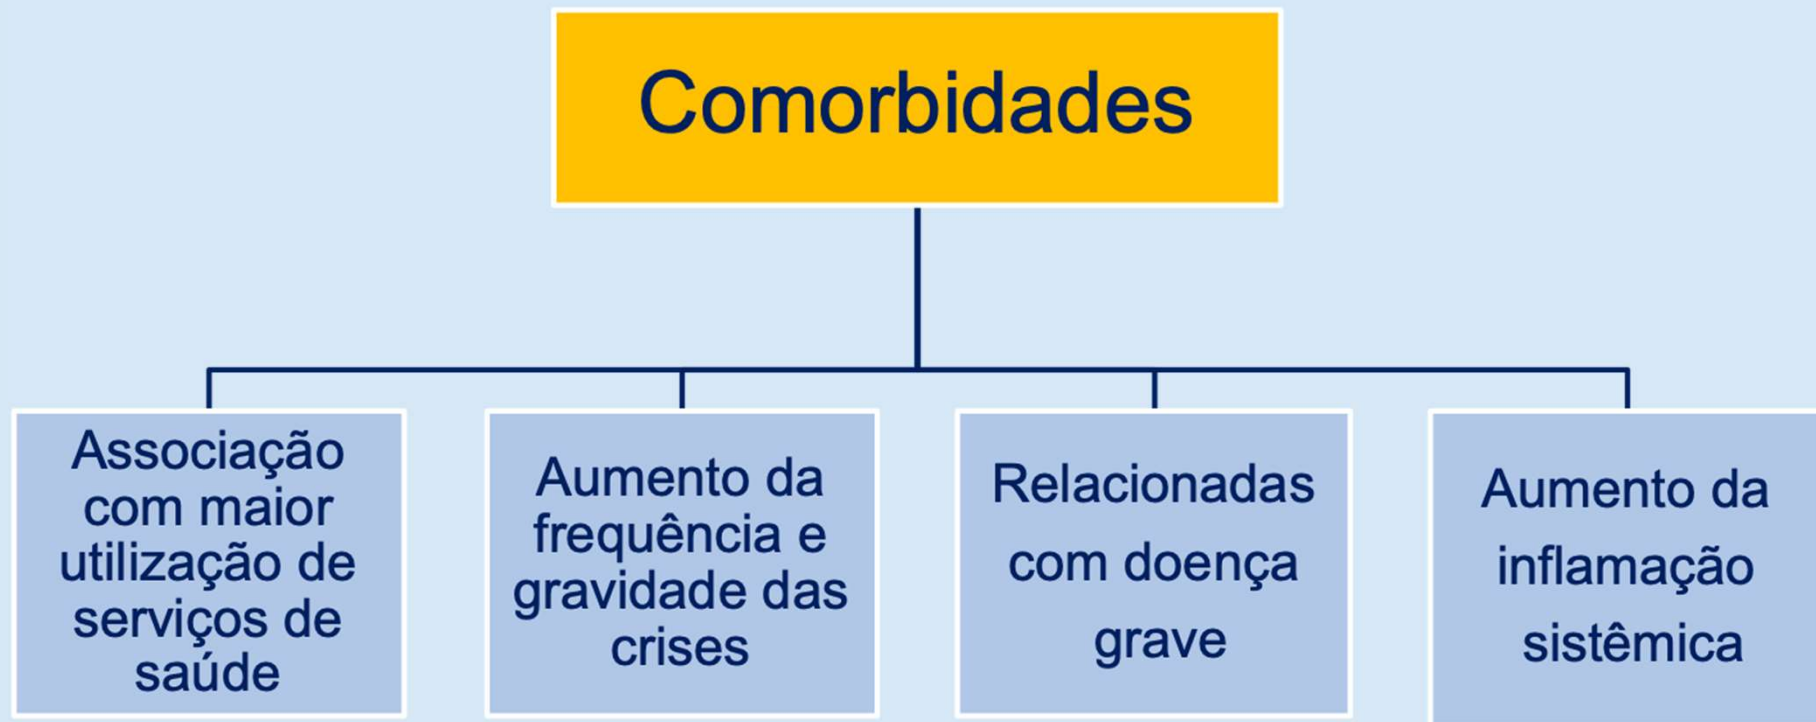 Comorbidades
Associação
com maior
utilização de
serviços de
saúde
Aumento da
frequência e
gravidade das
crises
Relacionadas
com doença
grave
Aumento da
inflamação
sistêmica